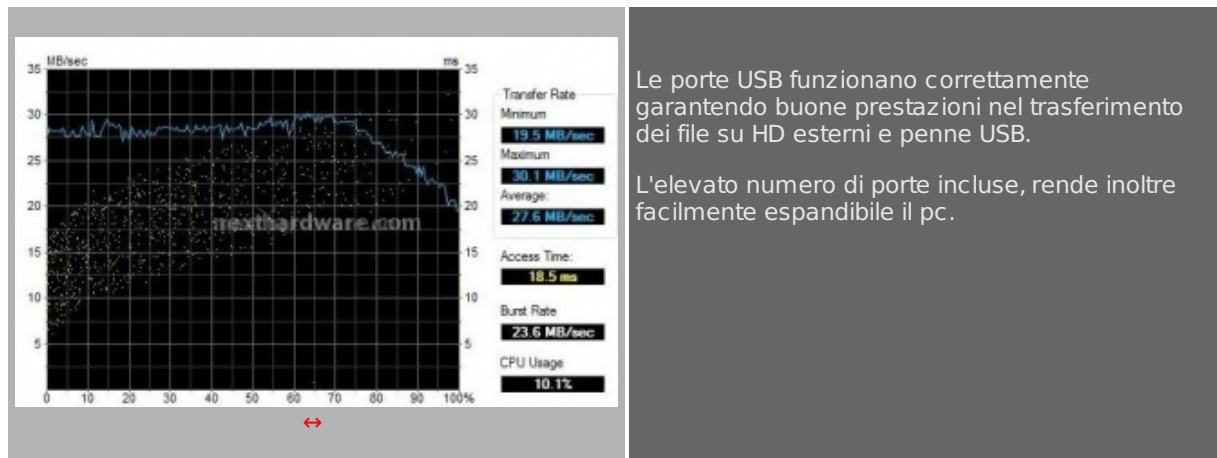 MB/sec
ms
35
30
25
20
15
10
5
35
30
25
20
15
10
5
0 10 20 30 40 50 60 70 80 90 100%
nexthardware.com
Transfer Rate
Minimum
19.5 MB/sec
Maximum
30.1 MB/sec
Average:
27.6 MB/sec
Access Time:
18.5 ms
Burst Rate
23.6 MB/sec
CPU Usage
10.1%
↔
Le porte USB funzionano correttamente
garantendo buone prestazioni nel trasferimento
dei file su HD esterni e penne USB.
L'elevato numero di porte incluse, rende inoltre
facilmente espandibile il pc.